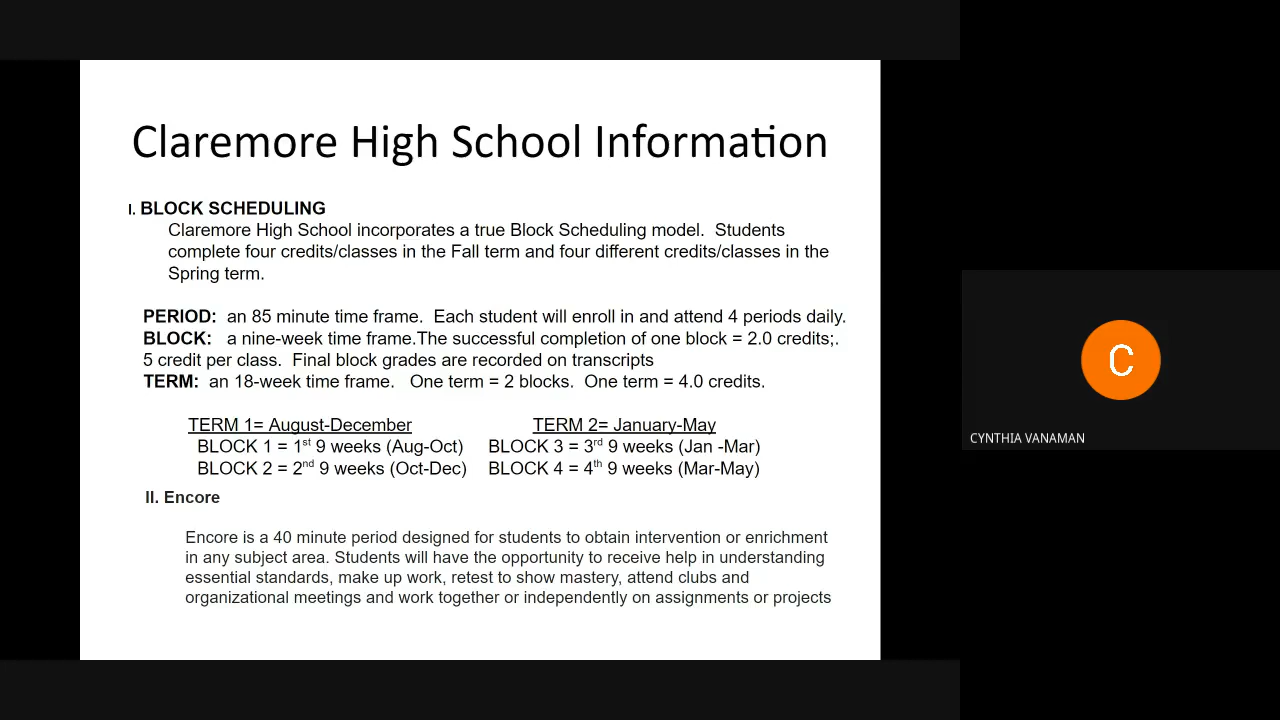 Claremore High School Information
I. BLOCK SCHEDULING
Claremore High School incorporates a true Block Scheduling model.  Students
complete four credits/classes in the Fall term and four different credits/classes in the
Spring term.
PERIOD:  an 85 minute time frame.  Each student will enroll in and attend 4 periods daily.
BLOCK:   a nine-week time frame.The successful completion of one block = 2.0 credits;.
5 credit per class.  Final block grades are recorded on transcripts
TERM:  an 18-week time frame.   One term = 2 blocks.  One term = 4.0 credits.
TERM 1= August-December   TERM 2= January-May
BLOCK 1 = 1st 9 weeks (Aug-Oct)   BLOCK 3 = 3rd 9 weeks (Jan -Mar)
BLOCK 2 = 2nd 9 weeks (Oct-Dec)   BLOCK 4 = 4th 9 weeks (Mar-May)
II. Encore
Encore is a 40 minute period designed for students to obtain intervention or enrichment
in any subject area. Students will have the opportunity to receive help in understanding
essential standards, make up work, retest to show mastery, attend clubs and
organizational meetings and work together or independently on assignments or projects
C
CYNTHIA VANAMAN